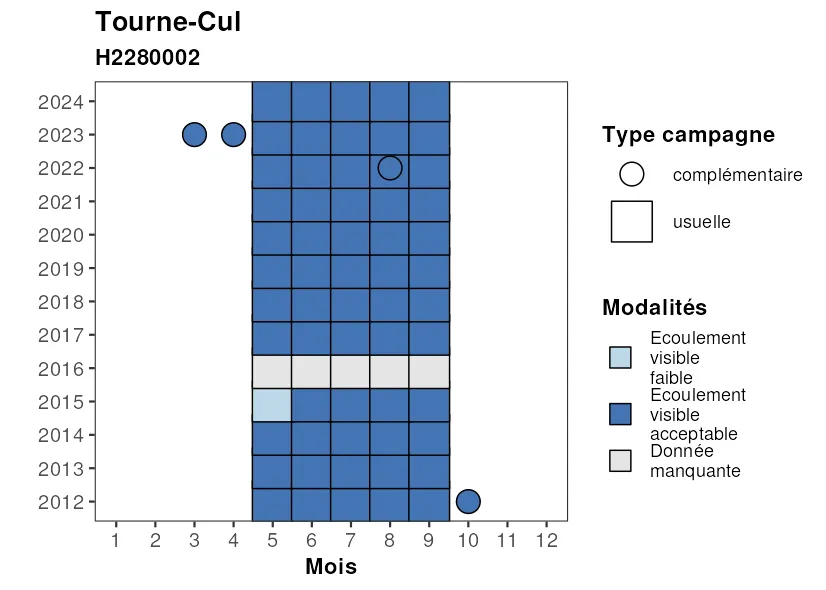 Tourne-Cul
H2280002
2024
2023
2022
2021
2020
2019
2018
2017
2016
2015
2014
2013
2012
1 2 3 4 5 6 7 8 9 10 11 12
Mois
Type campagne
complémentaire
usuelle
Modalités
Ecoulement
visible
faible
Ecoulement
visible
acceptable
Donnée
manquante